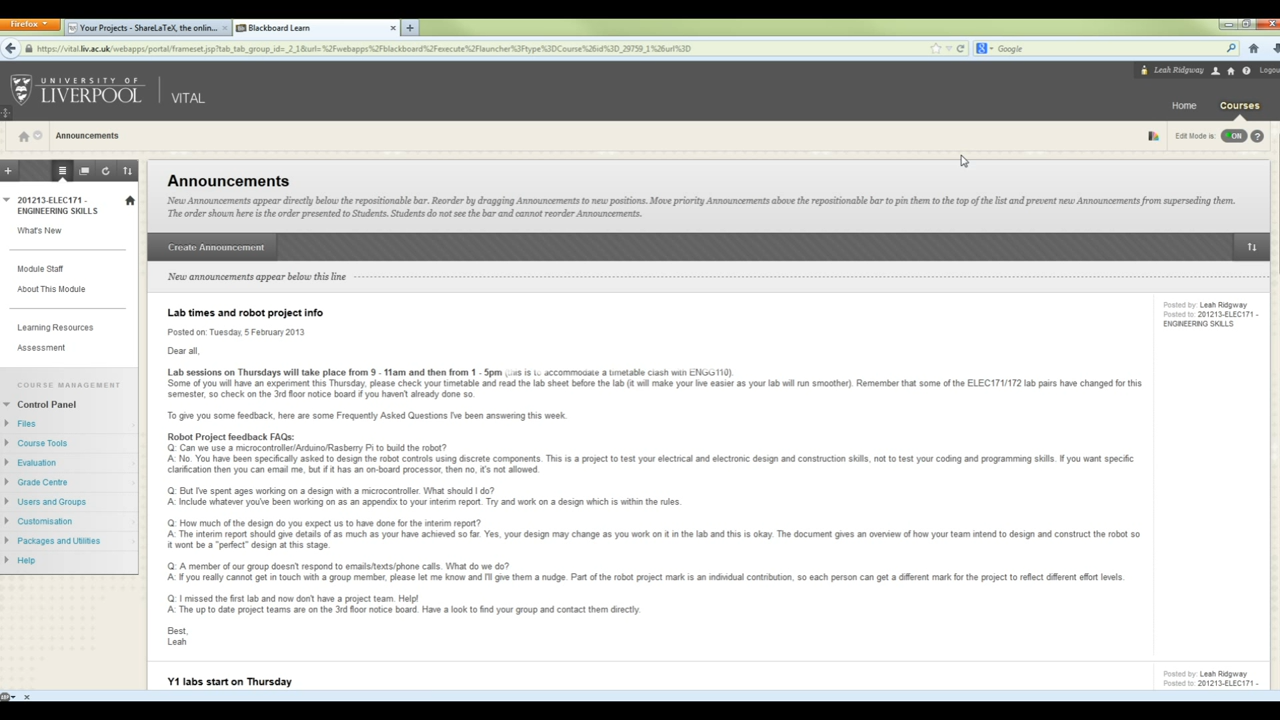 Firefox
Your Projects - ShareLaTeX, the onlin...
Blackboard Learn
https://vital.liv.ac.uk/webapps/portal/frameset.jsp?tab_tab_group_id=_2_1&url=%2Fwebapps%2Fblackboard%2Fexecute%2Flauncher%3Ftype%3DCourse%26id%3D_29759_1%26url%3D
Google
UNIVERSITY OF
LIVERPOOL
VITAL
Leah Ridgway
Logou
Home
Courses
Announcements
Edit Mode is:
ON
?
201213-ELEC171 -
ENGINEERING SKILLS
What's New
Module Staff
About This Module
Learning Resources
Assessment
COURSE MANAGEMENT
Control Panel
Files
Course Tools
Evaluation
Grade Centre
Users and Groups
Customisation
Packages and Utilities
Help
Announcements
New Announcements appear directly below the repositionable bar. Reorder by dragging Announcements to new positions. Move priority Announcements above the repositionable bar to pin them to the top of the list and prevent new Announcements from superseding them.
The order shown here is the order presented to Students. Students do not see the bar and cannot reorder Announcements.
Create Announcement
New announcements appear below this line
Lab times and robot project info
Posted on: Tuesday, 5 February 2013
Dear all,
Lab sessions on Thursdays will take place from 9 - 11am and then from 1 - 5pm (this is to accommodate a timetable clash with ENGG110).
Some of you will have an experiment this Thursday, please check your timetable and read the lab sheet before the lab (it will make your live easier as your lab will run smoother). Remember that some of the ELEC171/172 lab pairs have changed for this
semester, so check on the 3rd floor notice board if you haven't already done so.
To give you some feedback, here are some Frequently Asked Questions I've been answering this week.
Robot Project feedback FAQs:
Q: Can we use a microcontroller/Arduino/Rasberry Pi to build the robot?
A: No. You have been specifically asked to design the robot controls using discrete components. This is a project to test your electrical and electronic design and construction skills, not to test your coding and programming skills. If you want specific
clarification then you can email me, but if it has an on-board processor, then no, it's not allowed.
Q: But I've spent ages working on a design with a microcontroller. What should I do?
A: Include whatever you've been working on as an appendix to your interim report. Try and work on a design which is within the rules.
Q: How much of the design do you expect us to have done for the interim report?
A: The interim report should give details of as much as your have achieved so far. Yes, your design may change as you work on it in the lab and this is okay. The document gives an overview of how your team intend to design and construct the robot so
it wont be a "perfect" design at this stage.
Q: A member of our group doesn't respond to emails/texts/phone calls. What do we do?
A: If you really cannot get in touch with a group member, please let me know and I'll give them a nudge. Part of the robot project mark is an individual contribution, so each person can get a different mark for the project to reflect different effort levels.
Q: I missed the first lab and now don't have a project team. Help!
A: The up to date project teams are on the 3rd floor notice board. Have a look to find your group and contact them directly.
Best,
Leah
Posted by: Leah Ridgway
Posted to: 201213-ELEC171 -
ENGINEERING SKILLS
Y1 labs start on Thursday
Posted by: Leah Ridgway
Posted to: 201213-ELEC171 -